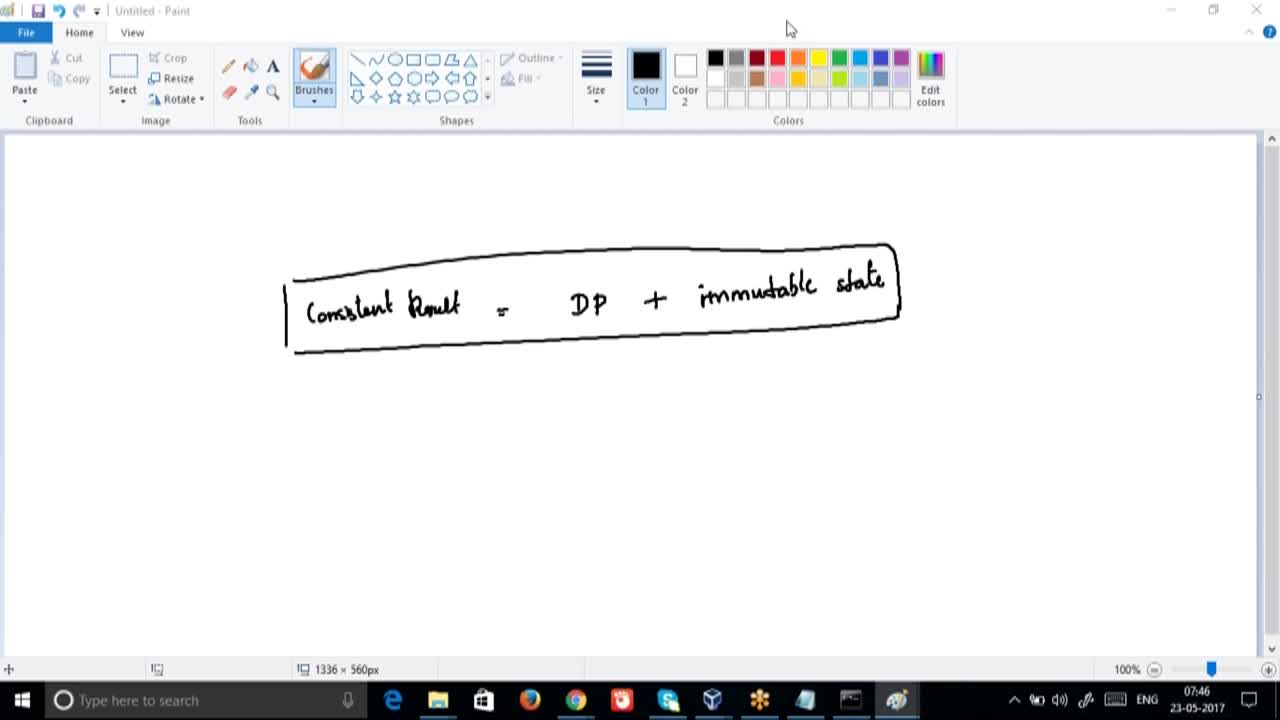 Untitled - Paint
File Home View
Paste
Cut
Copy
Clipboard
Select
Crop
Resize
Rotate
Image
Tools
Brushes
Shapes
Outline
Fill
Size
Color 1
Color 2
Edit colors
Colors
Consistent Result = DP + immutable state
1336 × 560px
100%
Type here to search
ENG
07:46
23-05-2017